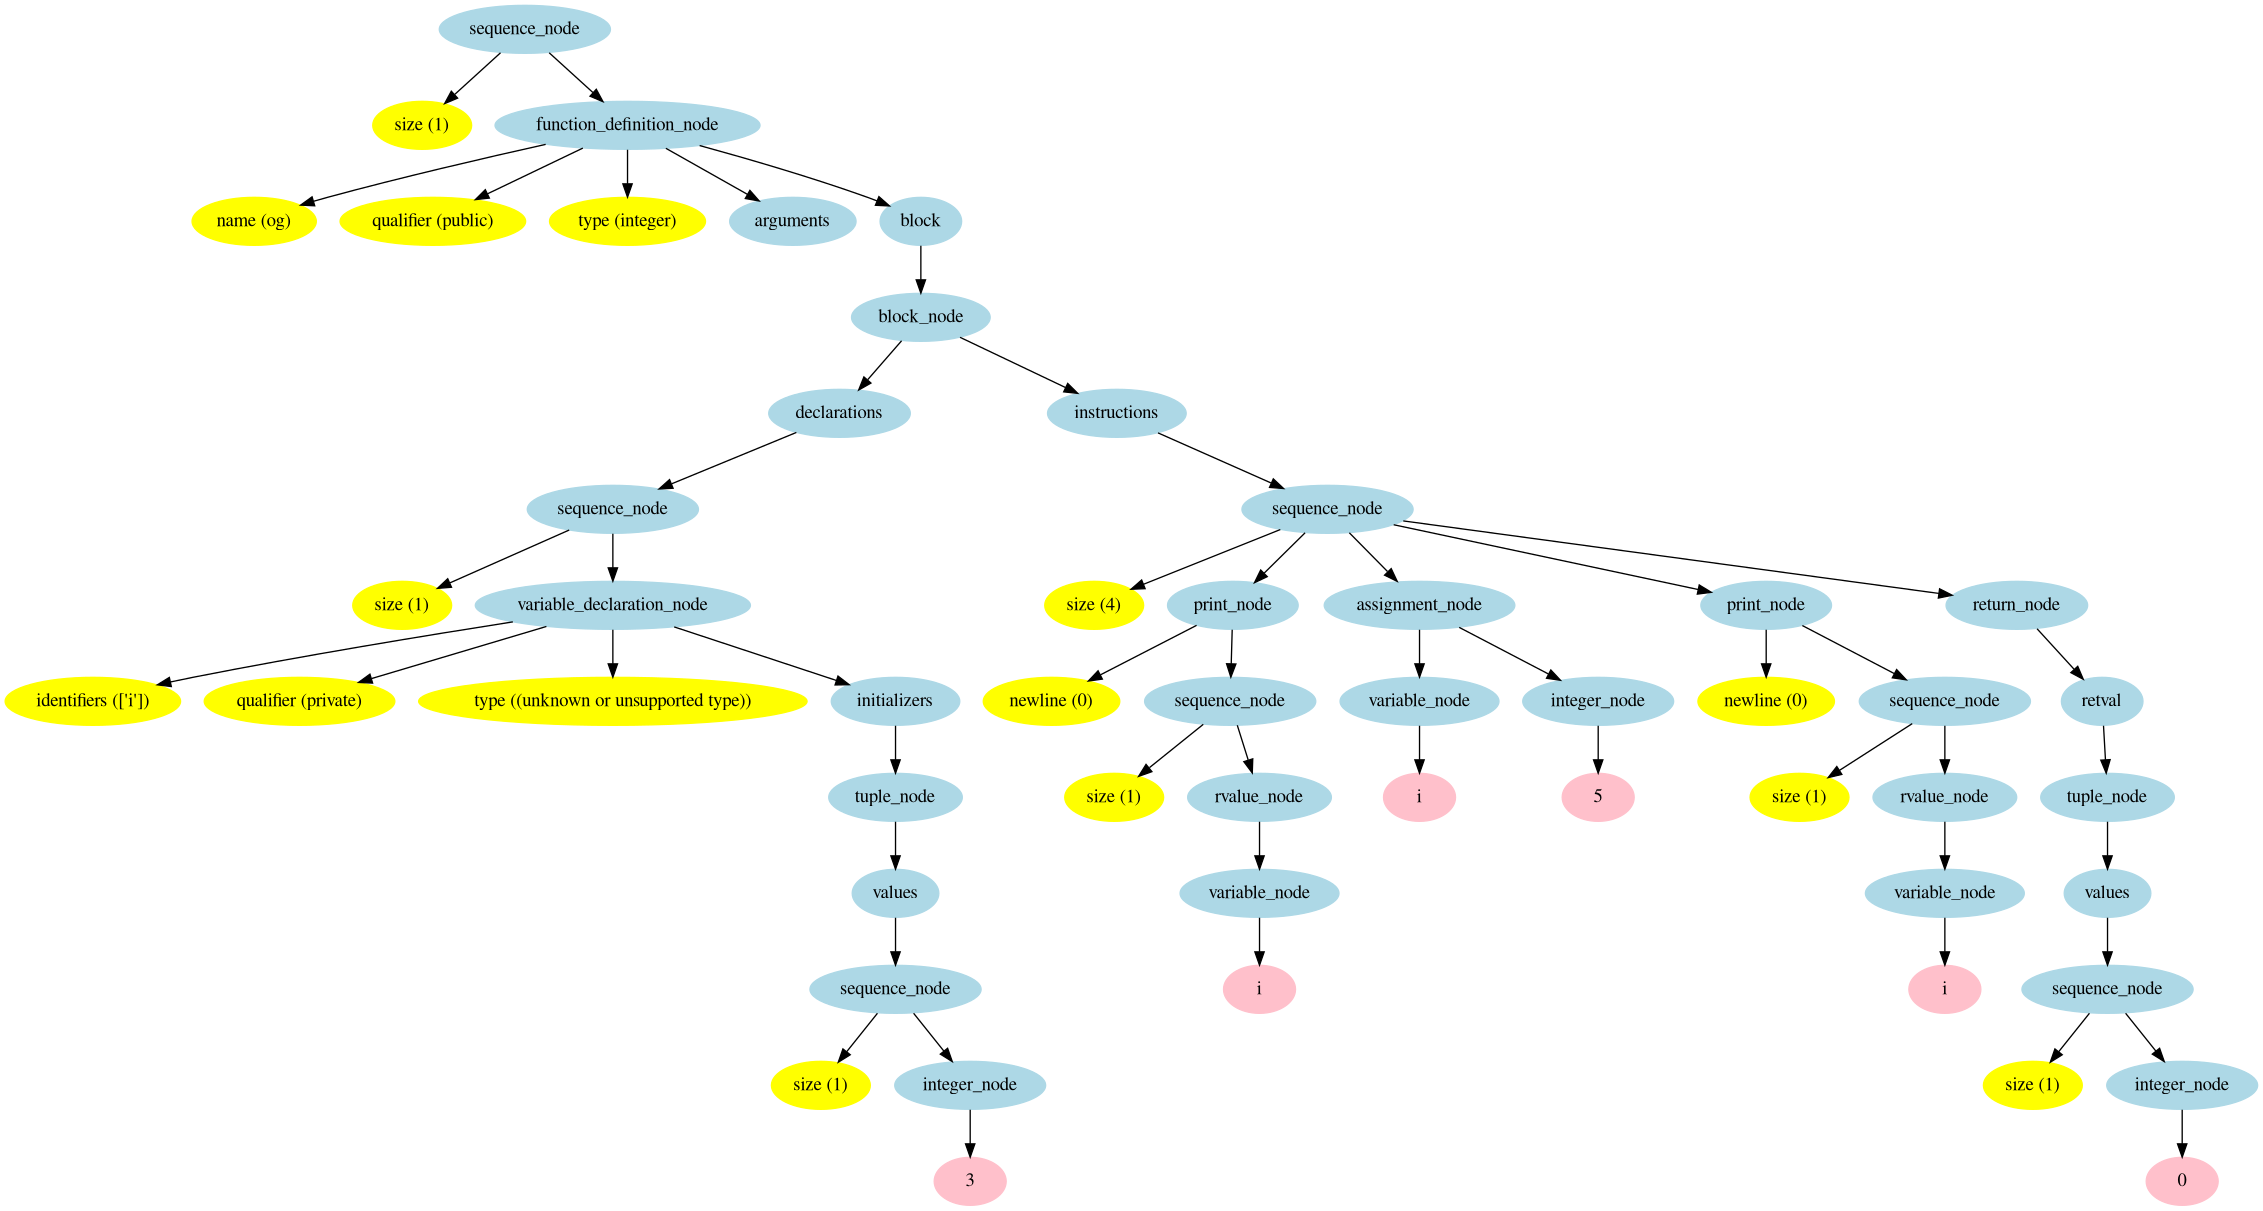 sequence_node
size (1)
function_definition_node
name (og)
qualifier (public)
type (integer)
arguments
block
block_node
declarations
instructions
sequence_node
sequence_node
size (1)
variable_declaration_node
size (4)
print_node
assignment_node
print_node
return_node
identifiers (['i'])
qualifier (private)
type ((unknown or unsupported type))
initializers
newline (0)
sequence_node
variable_node
integer_node
newline (0)
sequence_node
retval
tuple_node
size (1)
rvalue_node
i
5
size (1)
rvalue_node
tuple_node
values
variable_node
variable_node
values
sequence_node
i
i
sequence_node
size (1)
integer_node
size (1)
integer_node
3
0